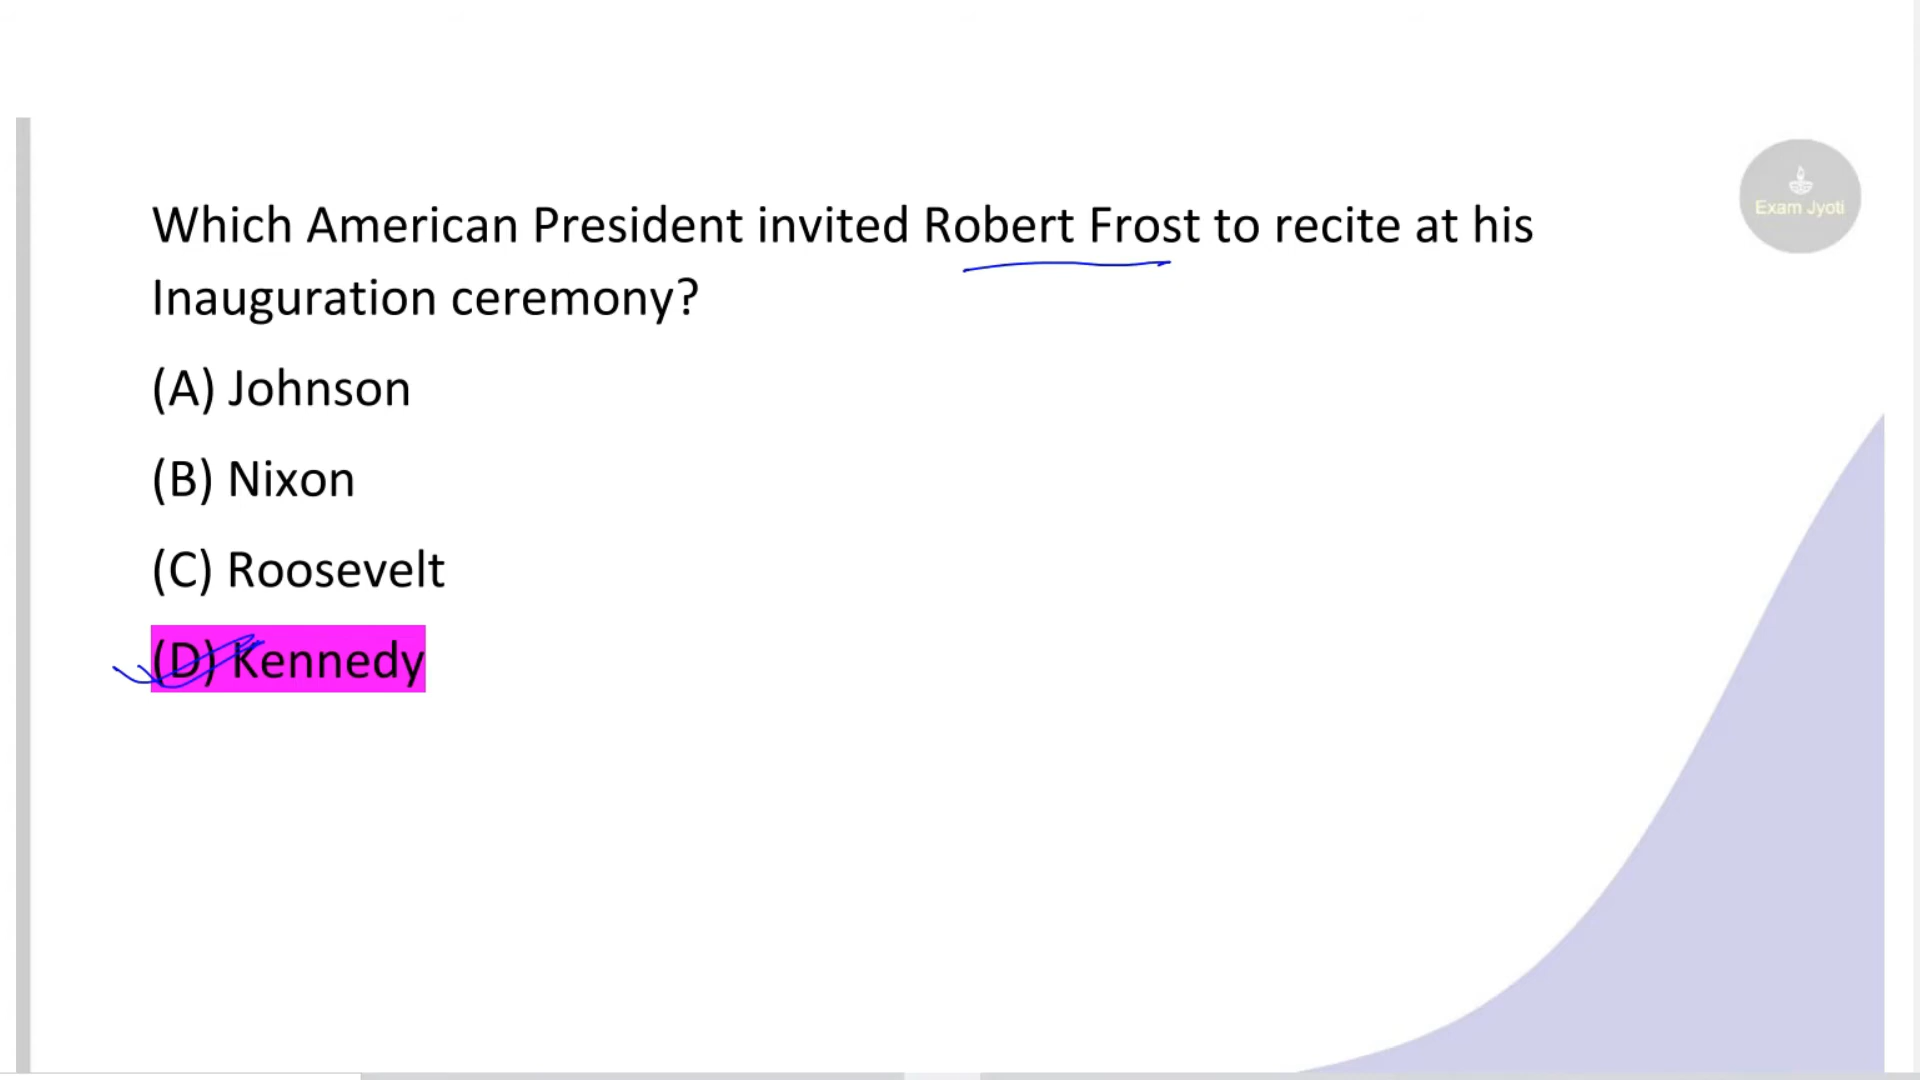 Exam Jyoti
Which American President invited Robert Frost to recite at his
Inauguration ceremony?
(A) Johnson
(B) Nixon
(C) Roosevelt
(D) Kennedy